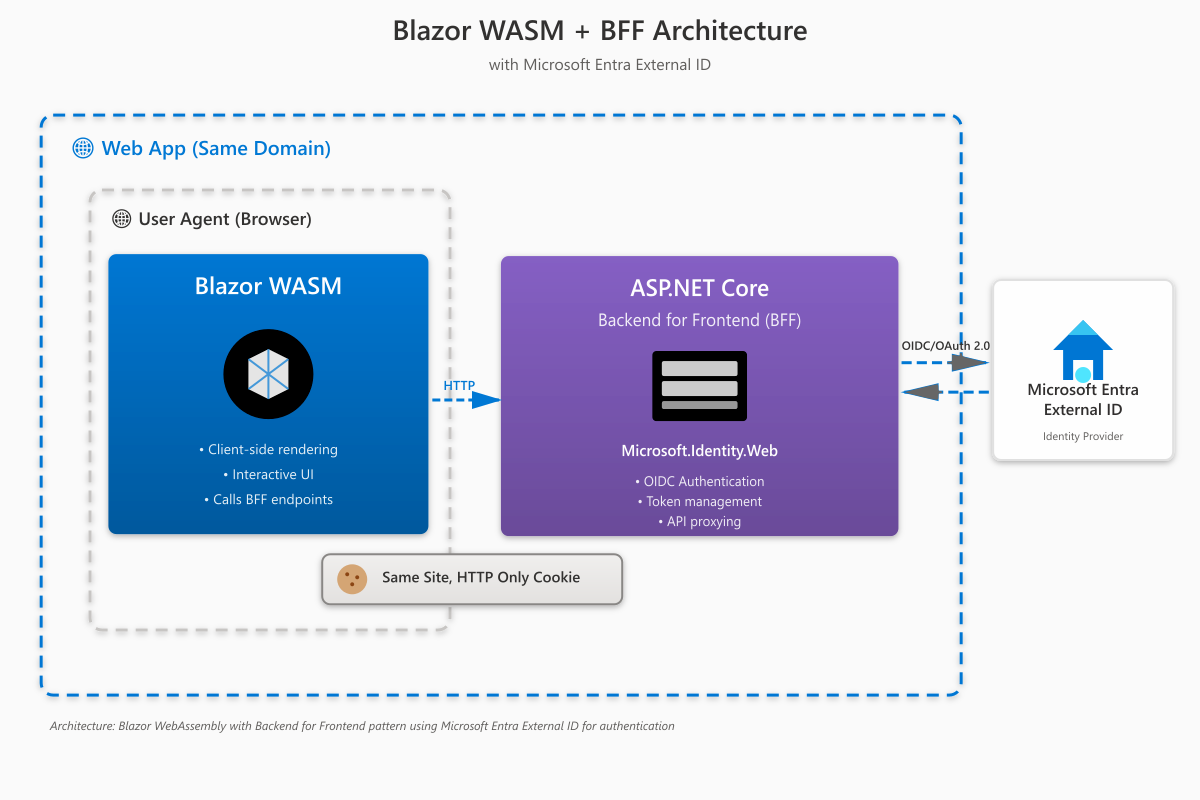 Blazor WASM + BFF Architecture
with Microsoft Entra External ID
Web App (Same Domain)
User Agent (Browser)
Blazor WASM
• Client-side rendering
• Interactive UI
• Calls BFF endpoints
HTTP
ASP.NET Core
Backend for Frontend (BFF)
Microsoft.Identity.Web
• OIDC Authentication
• Token management
• API proxying
OIDC/OAuth 2.0
Microsoft Entra
External ID
Identity Provider
Same Site, HTTP Only Cookie
Architecture: Blazor WebAssembly with Backend for Frontend pattern using Microsoft Entra External ID for authentication